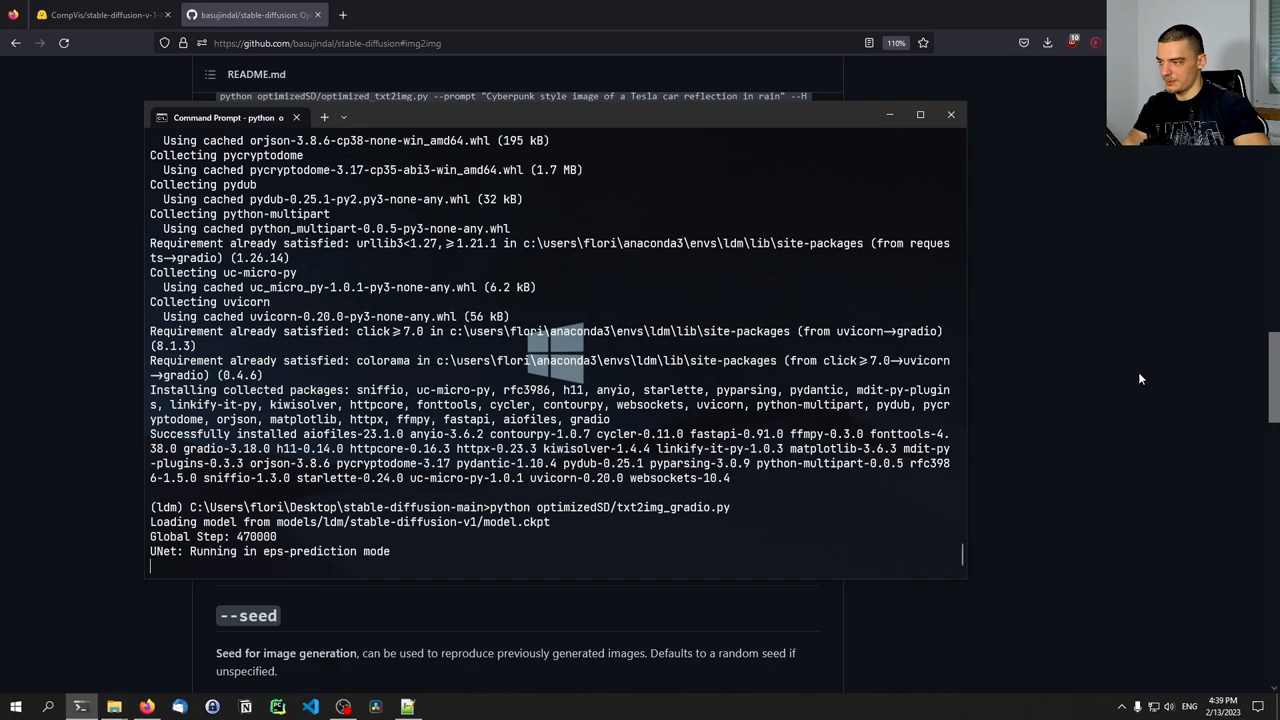 CompVis/stable-diffusion-v-1-
basujindal/stable-diffusion: Op
https://github.com/basujindal/stable-diffusion#img2img
110%
10
README.md
python optimizedSD/optimized_txt2img.py --prompt "Cyberpunk style image of a Tesla car reflection in rain" --H
Command Prompt - python o
Using cached orjson-3.8.6-cp38-none-win_amd64.whl (195 kB)
Collecting pycryptodome
Using cached pycryptodome-3.17-cp35-abi3-win_amd64.whl (1.7 MB)
Collecting pydub
Using cached pydub-0.25.1-py2.py3-none-any.whl (32 kB)
Collecting python-multipart
Using cached python_multipart-0.0.5-py3-none-any.whl
Requirement already satisfied: urllib3<1.27,>=1.21.1 in c:\users\flori\anaconda3\envs\ldm\lib\site-packages (from reques
ts->gradio) (1.26.14)
Collecting uc-micro-py
Using cached uc_micro_py-1.0.1-py3-none-any.whl (6.2 kB)
Collecting uvicorn
Using cached uvicorn-0.20.0-py3-none-any.whl (56 kB)
Requirement already satisfied: click>=7.0 in c:\users\flori\anaconda3\envs\ldm\lib\site-packages (from uvicorn->gradio)
(8.1.3)
Requirement already satisfied: colorama in c:\users\flori\anaconda3\envs\ldm\lib\site-packages (from click>=7.0->uvicorn
->gradio) (0.4.6)
Installing collected packages: sniffio, uc-micro-py, rfc3986, h11, anyio, starlette, pyparsing, pydantic, mdit-py-plugin
s, linkify-it-py, kiwisolver, httpcore, fonttools, cycler, contourpy, websockets, uvicorn, python-multipart, pydub, pycr
yptodome, orjson, matplotlib, httpx, ffmpy, fastapi, aiofiles, gradio
Successfully installed aiofiles-23.1.0 anyio-3.6.2 contourpy-1.0.7 cycler-0.11.0 fastapi-0.91.0 ffmpy-0.3.0 fonttools-4.
38.0 gradio-3.18.0 h11-0.14.0 httpcore-0.16.3 httpx-0.23.3 kiwisolver-1.4.4 linkify-it-py-1.0.3 matplotlib-3.6.3 mdit-py
-plugins-0.3.3 orjson-3.8.6 pycryptodome-3.17 pydantic-1.10.4 pydub-0.25.1 pyparsing-3.0.9 python-multipart-0.0.5 rfc398
6-1.5.0 sniffio-1.3.0 starlette-0.24.0 uc-micro-py-1.0.1 uvicorn-0.20.0 websockets-10.4
(ldm) C:\Users\flori\Desktop\stable-diffusion-main>python optimizedSD/txt2img_gradio.py
Loading model from models/ldm/stable-diffusion-v1/model.ckpt
Global Step: 470000
UNet: Running in eps-prediction mode
--seed
Seed for image generation, can be used to reproduce previously generated images. Defaults to a random seed if
unspecified.
ENG
4:39 PM
2/13/2023